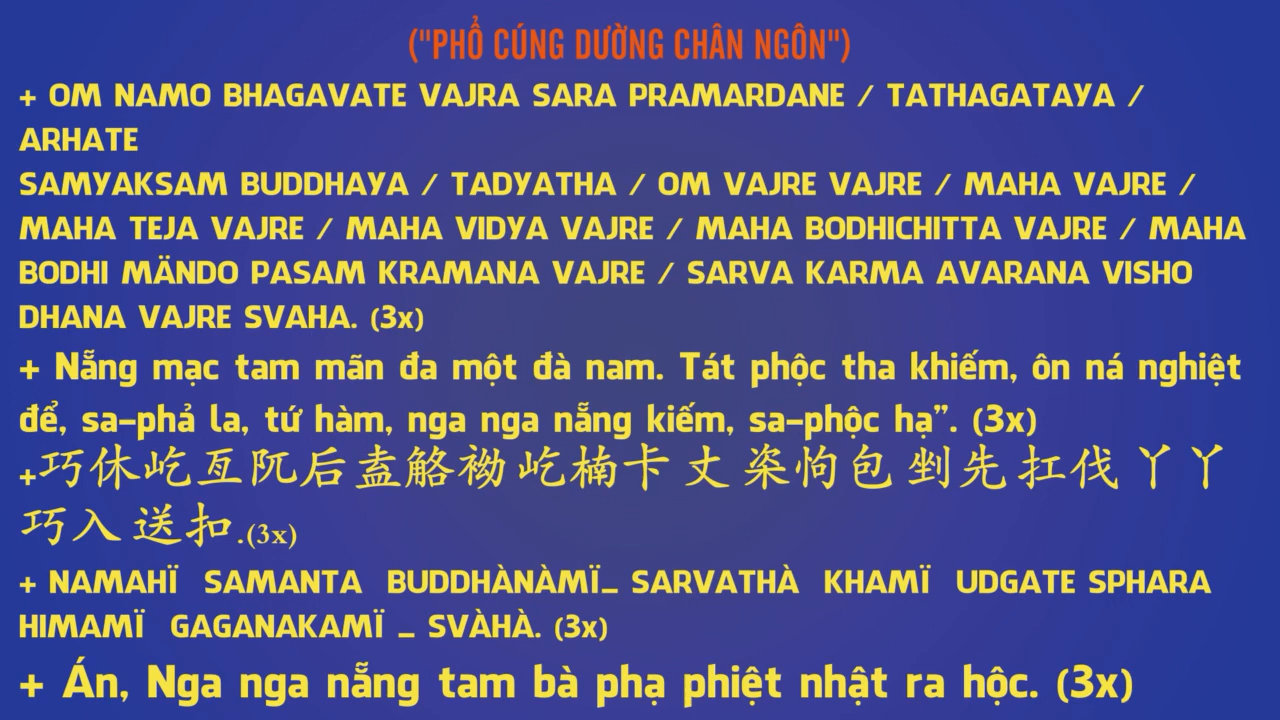 ("PHỔ CÚNG DƯỜNG CHÂN NGÔN")
+ OM NAMO BHAGAVATE VAJRA SARA PRAMARDANE / TATHAGATAYA /
ARHATE
SAMYAKSAM BUDDHAYA / TADYATHA / OM VAJRE VAJRE / MAHA VAJRE /
MAHA TEJA VAJRE / MAHA VIDYA VAJRE / MAHA BODHICHITTA VAJRE / MAHA
BODHI MÄNDO PASAM KRAMANA VAJRE / SARVA KARMA AVARANA VISHO
DHANA VAJRE SVAHA. (3x)
+ Nẵng mạc tam mãn đa một đà nam. Tát phộc tha khiếm, ôn ná nghiệt
để, sa-phả la, tứ hàm, nga nga nẵng kiếm, sa-phộc hạ”. (3x)
+巧休屹亙阢后盍觡袎屹楠卡丈 栥怐包 剉先 扛伐 丫丫
巧入 送扣.(3x)
+ NAMAHÏ SAMANTA BUDDHÀNÀMÏ_ SARVATHÀ KHAMÏ UDGATE SPHARA
HIMAMÏ GAGANAKAMÏ _ SVÀHÀ. (3x)
+ Án, Nga nga nẵng tam bà phạ phiệt nhật ra hộc. (3x)